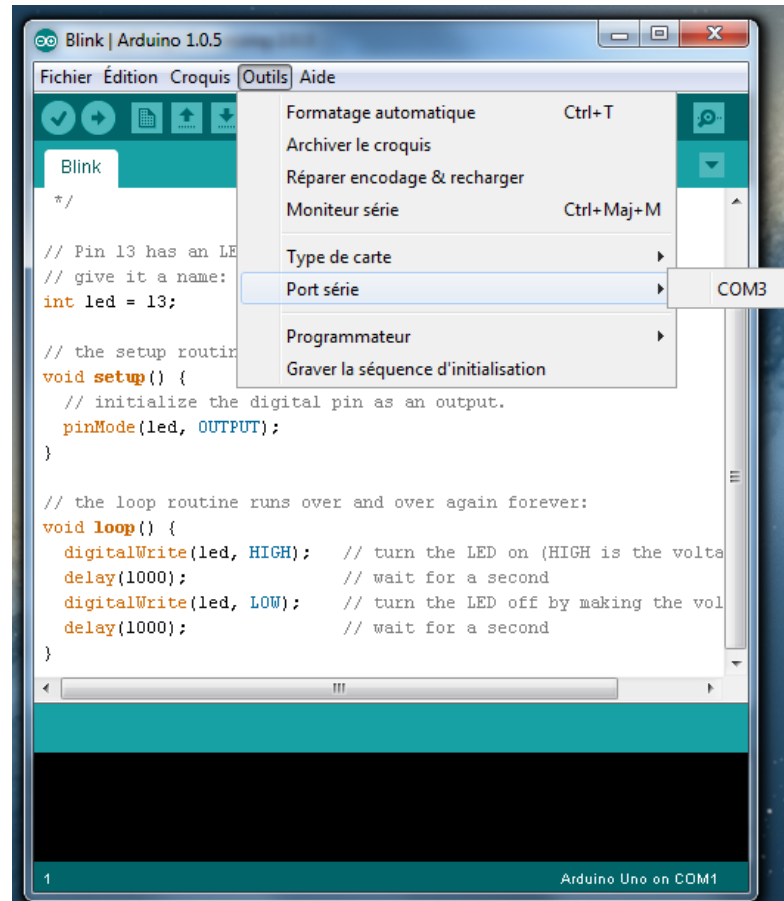 Blink | Arduino 1.0.5
Fichier Édition Croquis Outils Aide
Formatage automatique Ctrl+T
Archiver le croquis
Réparer encodage & recharger
Moniteur série Ctrl+Maj+M
Type de carte
Port série
COM3
Programmateur
Graver la séquence d'initialisation
Blink
*/
// Pin 13 has an LE
// give it a name:
int led = 13;
// the setup routin
void setup() {
// initialize the digital pin as an output.
pinMode(led, OUTPUT);
}
// the loop routine runs over and over again forever:
void loop() {
digitalWrite(led, HIGH); // turn the LED on (HIGH is the volta
delay(1000); // wait for a second
digitalWrite(led, LOW); // turn the LED off by making the vol
delay(1000); // wait for a second
}
1 Arduino Uno on COM1